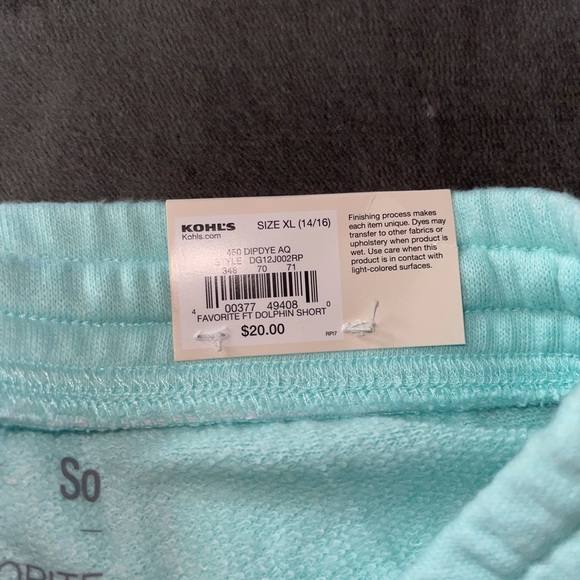 KOHL'S
Kohls.com
SIZE XL (14/16)
460 DIPDYE AQ
STYLE DG12J002RP
348 70 71
4 00377 49408 0
FAVORITE FT DOLPHIN SHORT
$20.00
RP17
Finishing process makes
each item unique. Dyes may
transfer to other fabrics or
upholstery when product is
wet. Use care when this
product is in contact with
light-colored surfaces.
So